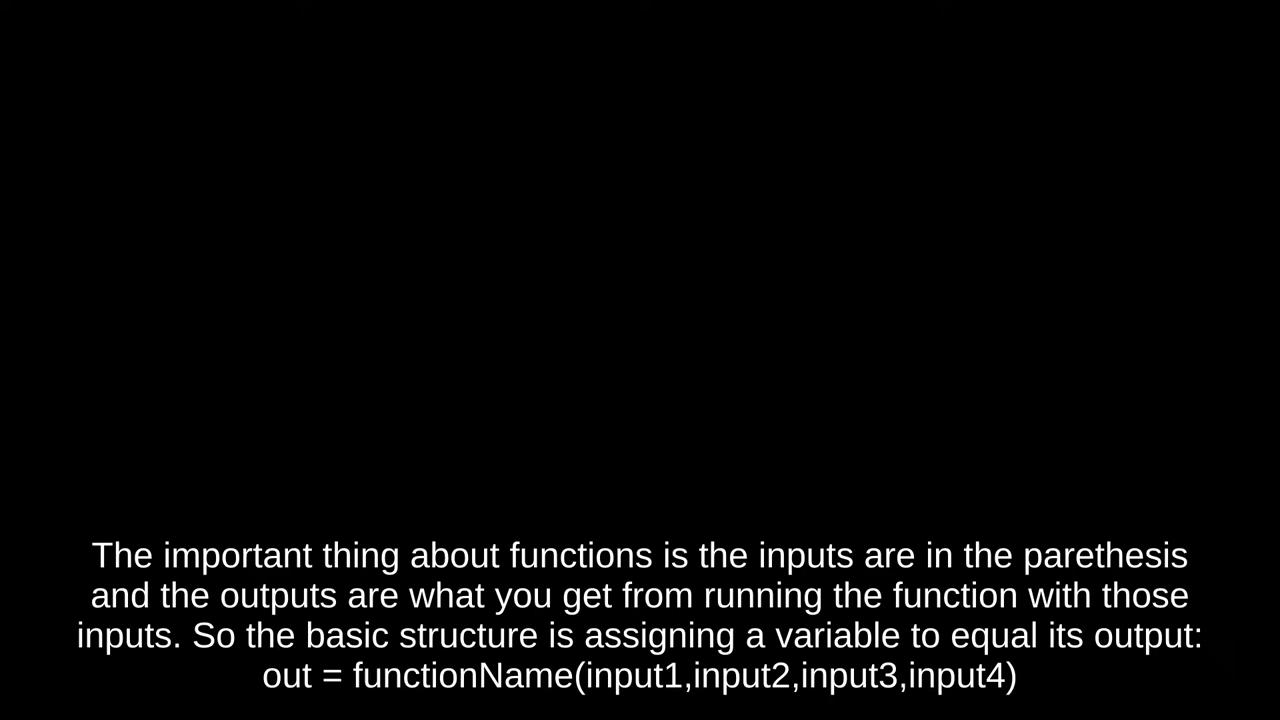 The important thing about functions is the inputs are in the parethesis
and the outputs are what you get from running the function with those
inputs. So the basic structure is assigning a variable to equal its output:
out = functionName(input1,input2,input3,input4)